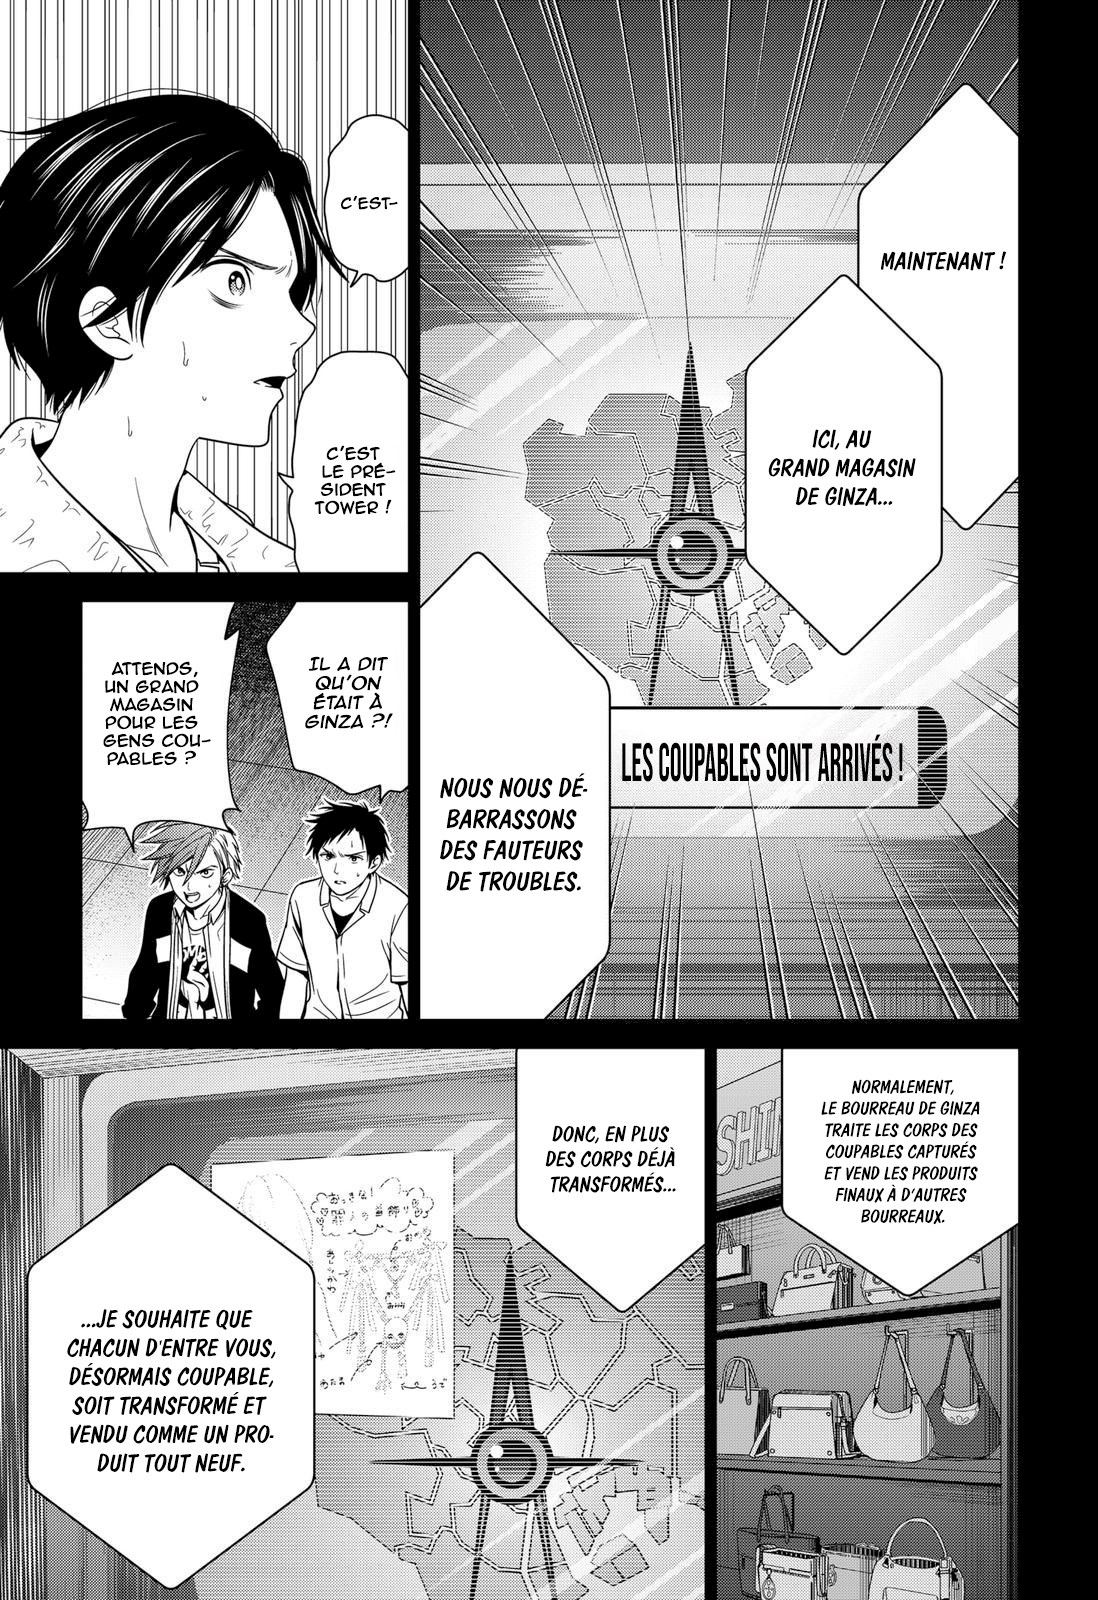 MAINTENANT !
ICI, AU
GRAND MAGASIN
DE GINZA...
LES COUPABLES SONT ARRIVÉS !
NOUS NOUS DÉ-
BARRASSONS
DES FAUTEURS
DE TROUBLES.
C'EST-
C'EST
LE PRÉ-
SIDENT
TOWER !
IL A DIT
QU'ON
ÉTAIT À
GINZA ?!
ATTENDS,
UN GRAND
MAGASIN
POUR LES
GENS COU-
PABLES ?
NORMALEMENT,
LE BOURREAU DE GINZA
TRAITE LES CORPS DES
COUPABLES CAPTURÉS
ET VEND LES PRODUITS
FINAUX À D'AUTRES
BOURREAUX.
SHIN
DONC, EN PLUS
DES CORPS DÉJÀ
TRANSFORMÉS...
...JE SOUHAITE QUE
CHACUN D'ENTRE VOUS,
DÉSORMAIS COUPABLE,
SOIT TRANSFORMÉ ET
VENDU COMME UN PRO-
DUIT TOUT NEUF.